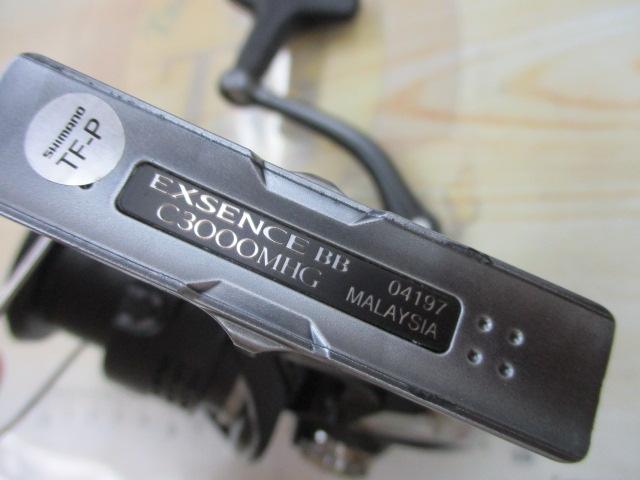 SHIMANO
TF-P
EXSENCE BB 04197
C3000MHG MALAYSIA